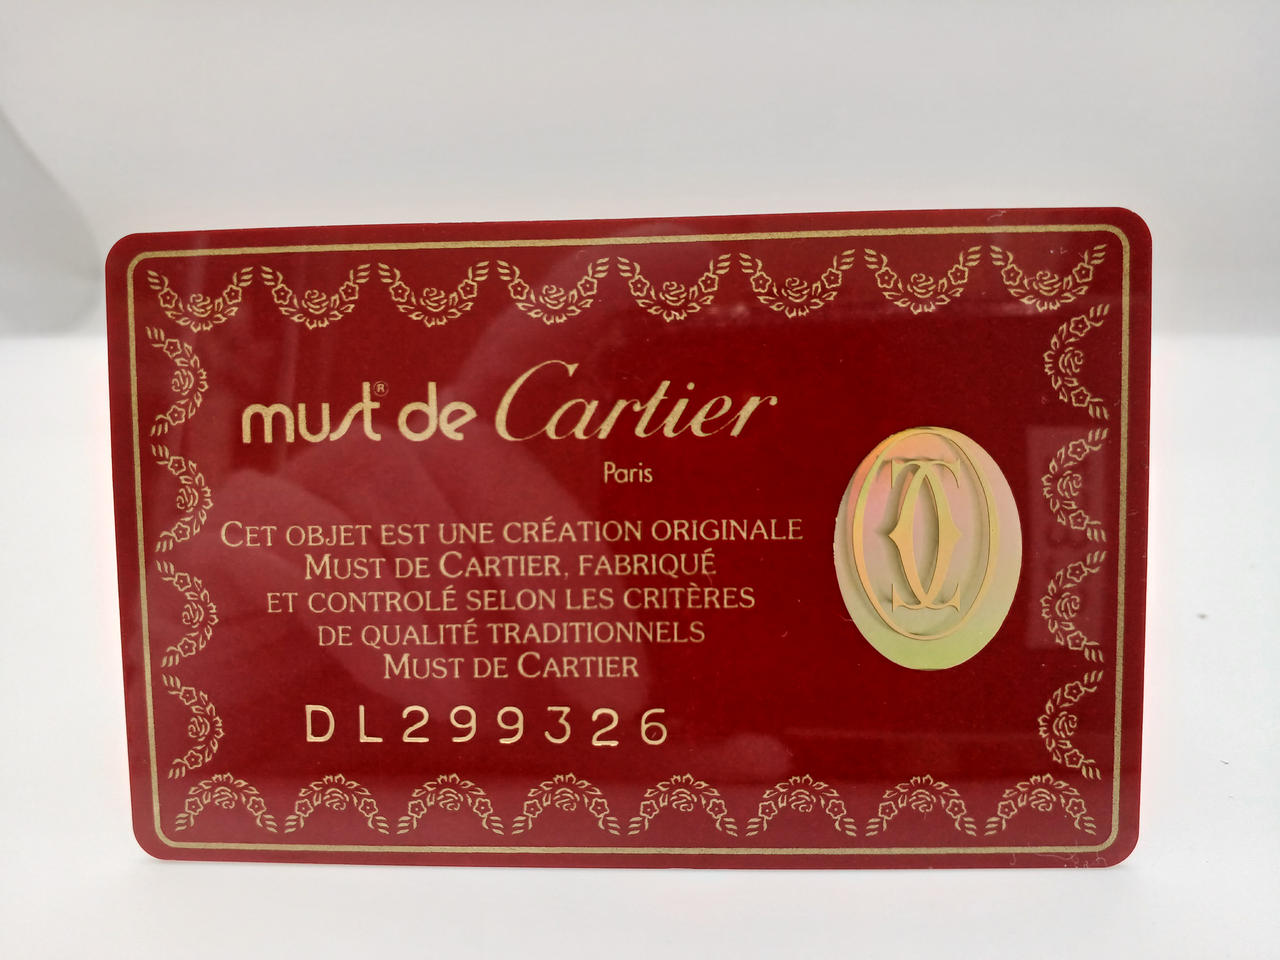 must® de Cartier
Paris
CET OBJET EST UNE CRÉATION ORIGINALE
MUST DE CARTIER, FABRIQUÉ
ET CONTROLÉ SELON LES CRITÈRES
DE QUALITÉ TRADITIONNELS
MUST DE CARTIER
DL299326